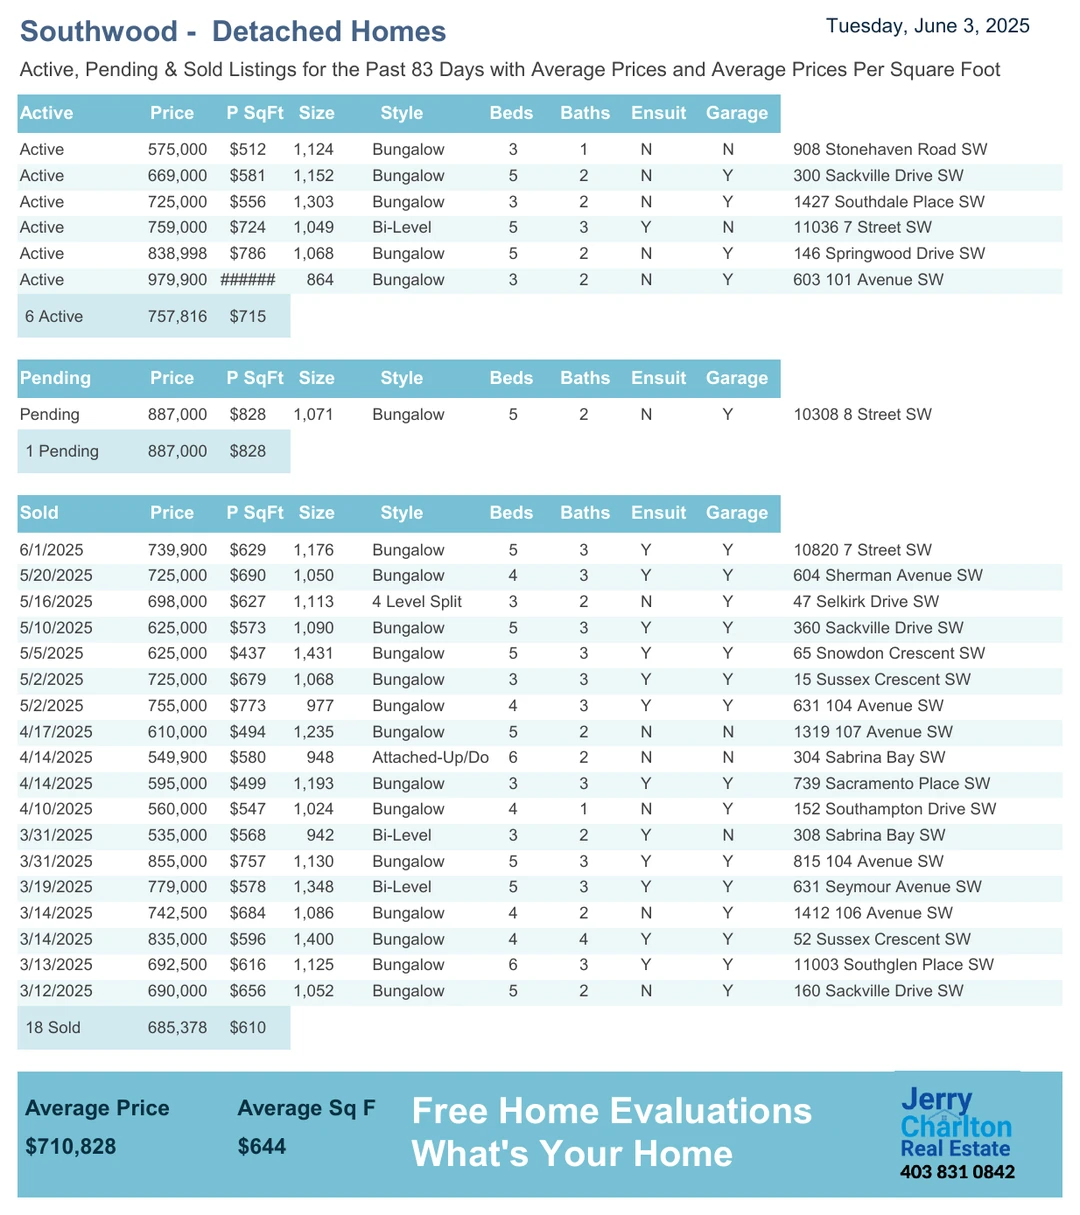 Southwood - Detached Homes
Tuesday, June 3, 2025
Active, Pending & Sold Listings for the Past 83 Days with Average Prices and Average Prices Per Square Foot
Active Price P SqFt Size Style Beds Baths Ensuit Garage
Active 575,000 $512 1,124 Bungalow 3 1 N N 908 Stonehaven Road SW
Active 669,000 $581 1,152 Bungalow 5 2 N Y 300 Sackville Drive SW
Active 725,000 $556 1,303 Bungalow 3 2 N Y 1427 Southdale Place SW
Active 759,000 $724 1,049 Bi-Level 5 3 Y N 11036 7 Street SW
Active 838,998 $786 1,068 Bungalow 5 2 N Y 146 Springwood Drive SW
Active 979,900 ###### 864 Bungalow 3 2 N Y 603 101 Avenue SW
6 Active 757,816 $715
Pending Price P SqFt Size Style Beds Baths Ensuit Garage
Pending 887,000 $828 1,071 Bungalow 5 2 N Y 10308 8 Street SW
1 Pending 887,000 $828
Sold Price P SqFt Size Style Beds Baths Ensuit Garage
6/1/2025 739,900 $629 1,176 Bungalow 5 3 Y Y 10820 7 Street SW
5/20/2025 725,000 $690 1,050 Bungalow 4 3 Y Y 604 Sherman Avenue SW
5/16/2025 698,000 $627 1,113 4 Level Split 3 2 N Y 47 Selkirk Drive SW
5/10/2025 625,000 $573 1,090 Bungalow 5 3 Y Y 360 Sackville Drive SW
5/5/2025 625,000 $437 1,431 Bungalow 5 3 Y Y 65 Snowdon Crescent SW
5/2/2025 725,000 $679 1,068 Bungalow 3 3 Y Y 15 Sussex Crescent SW
5/2/2025 755,000 $773 977 Bungalow 4 3 Y Y 631 104 Avenue SW
4/17/2025 610,000 $494 1,235 Bungalow 5 2 N N 1319 107 Avenue SW
4/14/2025 549,900 $580 948 Attached-Up/Do 6 2 N N 304 Sabrina Bay SW
4/14/2025 595,000 $499 1,193 Bungalow 3 3 Y Y 739 Sacramento Place SW
4/10/2025 560,000 $547 1,024 Bungalow 4 1 N Y 152 Southampton Drive SW
3/31/2025 535,000 $568 942 Bi-Level 3 2 Y N 308 Sabrina Bay SW
3/31/2025 855,000 $757 1,130 Bungalow 5 3 Y Y 815 104 Avenue SW
3/19/2025 779,000 $578 1,348 Bi-Level 5 3 Y Y 631 Seymour Avenue SW
3/14/2025 742,500 $684 1,086 Bungalow 4 2 N Y 1412 106 Avenue SW
3/14/2025 835,000 $596 1,400 Bungalow 4 4 Y Y 52 Sussex Crescent SW
3/13/2025 692,500 $616 1,125 Bungalow 6 3 Y Y 11003 Southglen Place SW
3/12/2025 690,000 $656 1,052 Bungalow 5 2 N Y 160 Sackville Drive SW
18 Sold 685,378 $610
Average Price Average Sq F
$710,828 $644
Free Home Evaluations
What's Your Home
Jerry
Charlton
Real Estate
403 831 0842